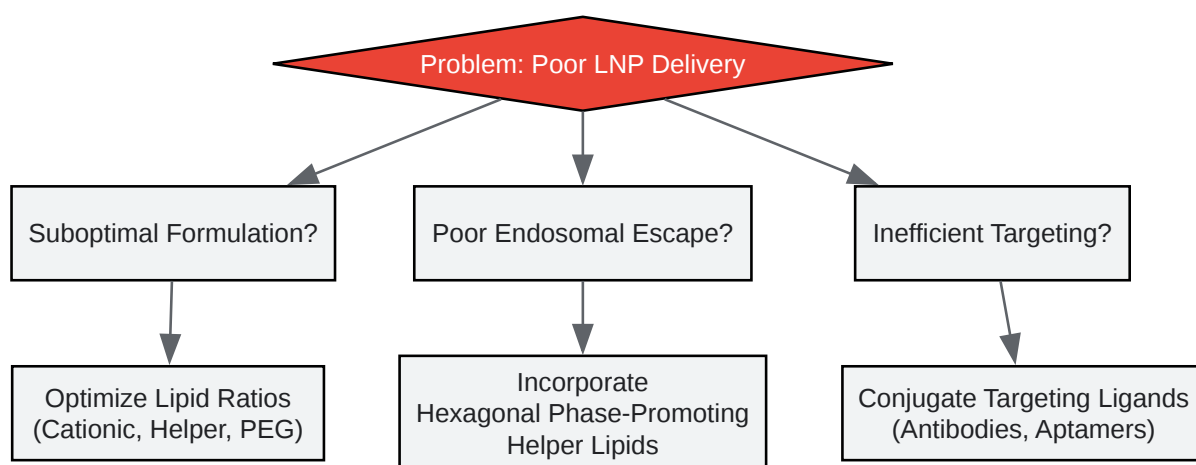 Problem: Poor LNP Delivery
Suboptimal Formulation?
Poor Endosomal Escape?
Inefficient Targeting?
Optimize Lipid Ratios
(Cationic, Helper, PEG)
Incorporate
Hexagonal Phase-Promoting
Helper Lipids
Conjugate Targeting Ligands
(Antibodies, Aptamers)